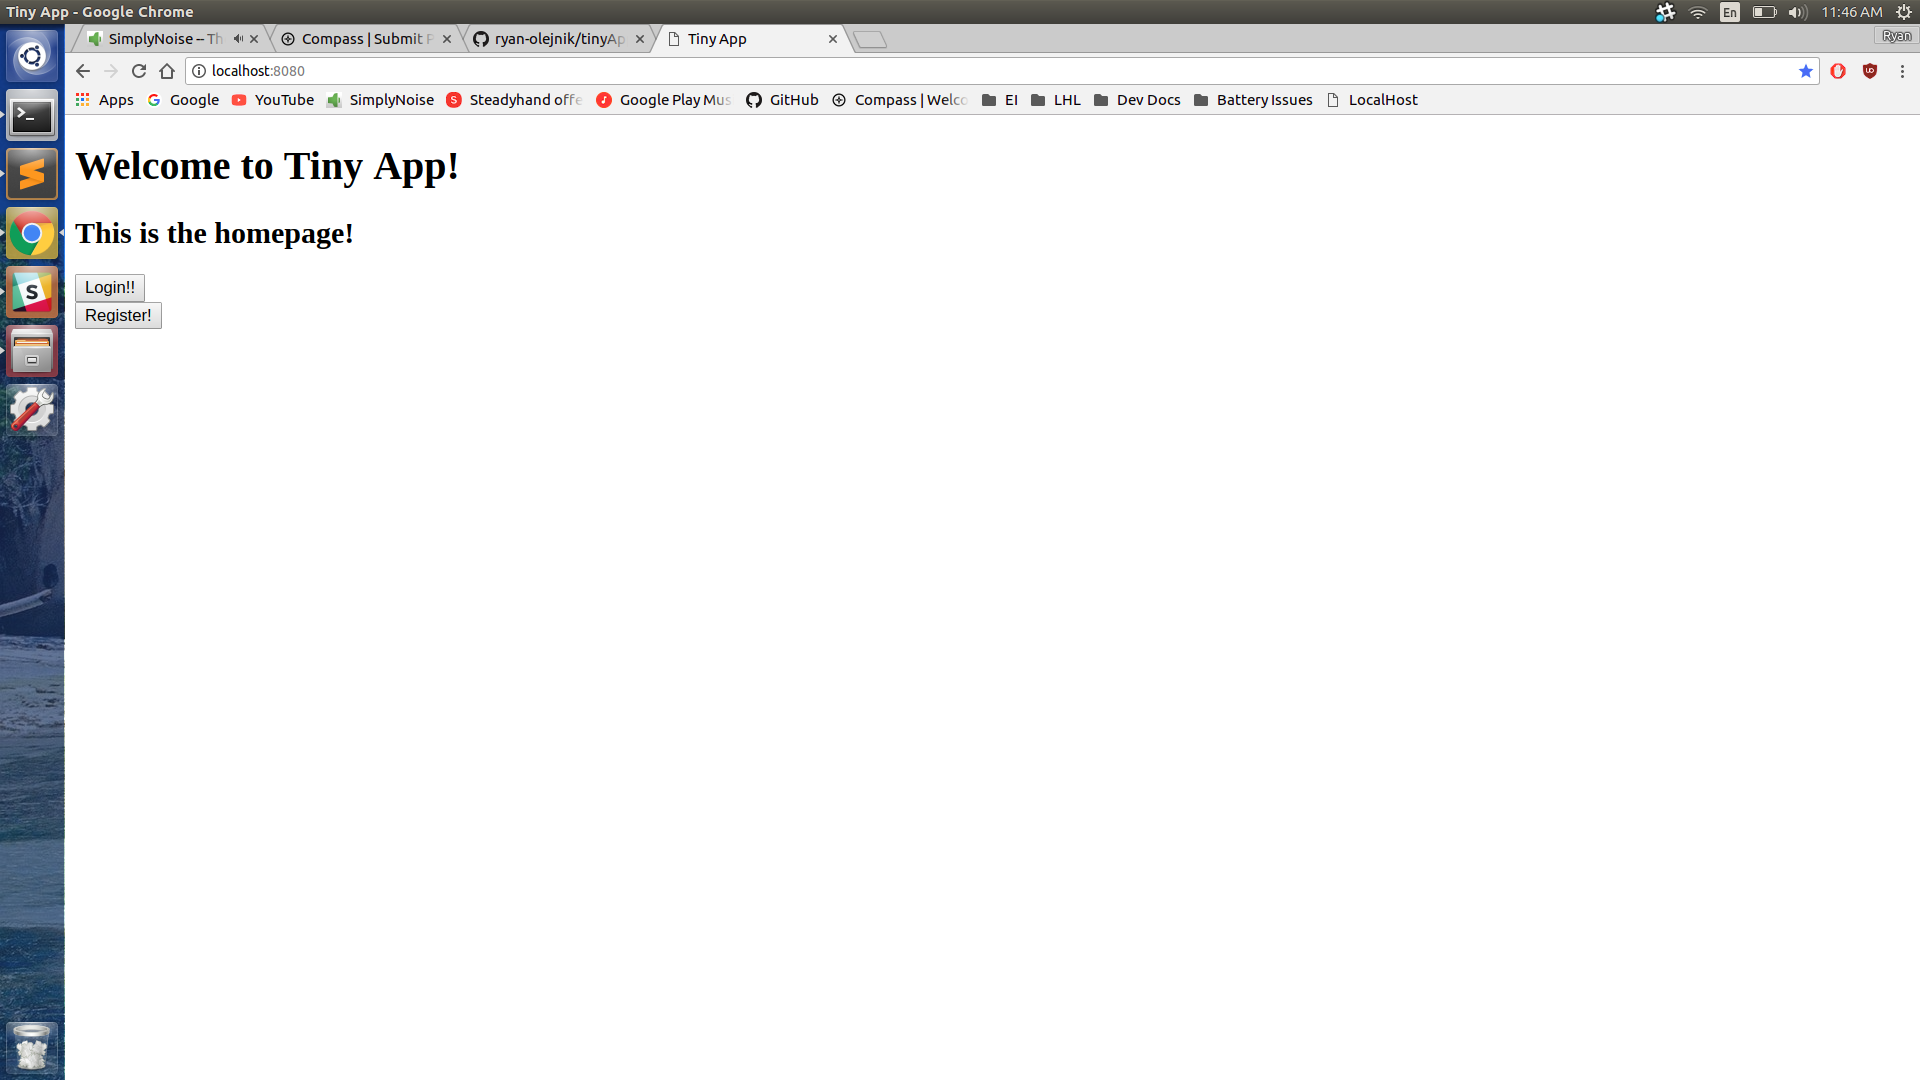 Tiny App - Google Chrome
En
11:46 AM
SimplyNoise – Th
Compass | Submit P
ryan-olejnik/tinyAp
Tiny App
Ryan
localhost:8080
Apps
Google
YouTube
SimplyNoise
Steadyhand offe
Google Play Mus
GitHub
Compass | Welco
EI
LHL
Dev Docs
Battery Issues
LocalHost
Welcome to Tiny App!
This is the homepage!
Login!!
Register!